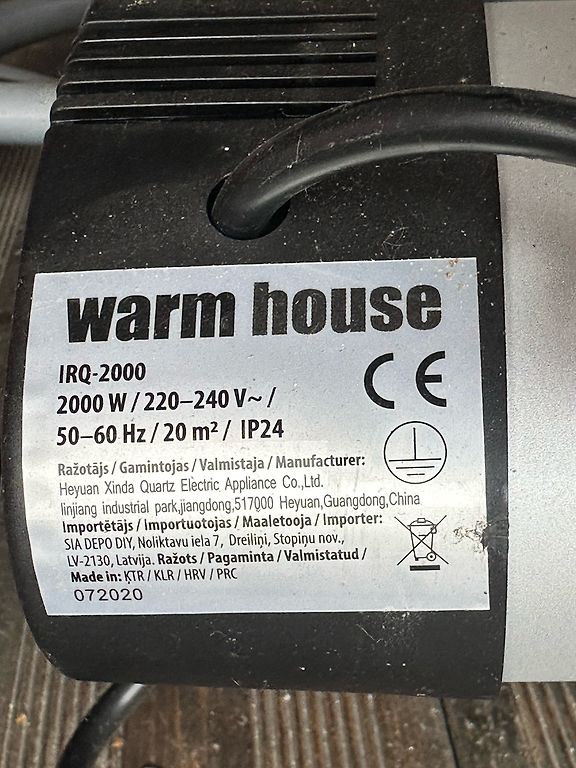 warm house
IRQ-2000
2000 W / 220–240 V~ /
50–60 Hz / 20 m² / IP24
CE
Ražotājs / Gamintojas / Valmistaja / Manufacturer:
Heyuan Xinda Quartz Electric Appliance Co.,Ltd.
linjiang industrial park,jiangdong,517000 Heyuan,Guangdong,China
Importētājs / Importuotojas / Maaletooja / Importer:
SIA DEPO DIY, Noliktavu iela 7, Dreiliņi, Stopiņu nov.,
LV-2130, Latvija. Ražots / Pagaminta / Valmistatud /
Made in: ĶTR / KLR / HRV / PRC
072020